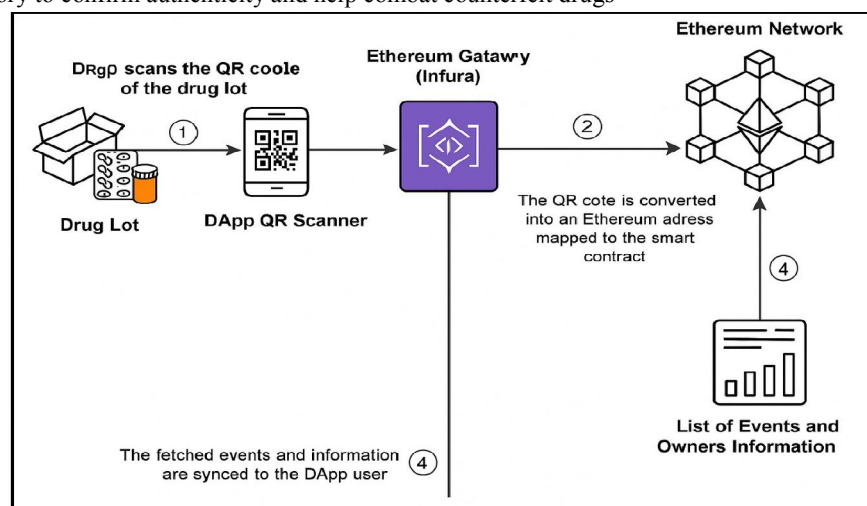 ory to confirm authenticity and help combat counterfeit drugs
DRgp scans the QR coole
of the drug lot
1
Drug Lot
DApp QR Scanner
Ethereum Gatawy
(Infura)
2
Ethereum Network
The QR cote is converted
into an Ethereum adress
mapped to the smart
contract
4
List of Events and
Owners Information
The fetched events and information
are synced to the DApp user
4